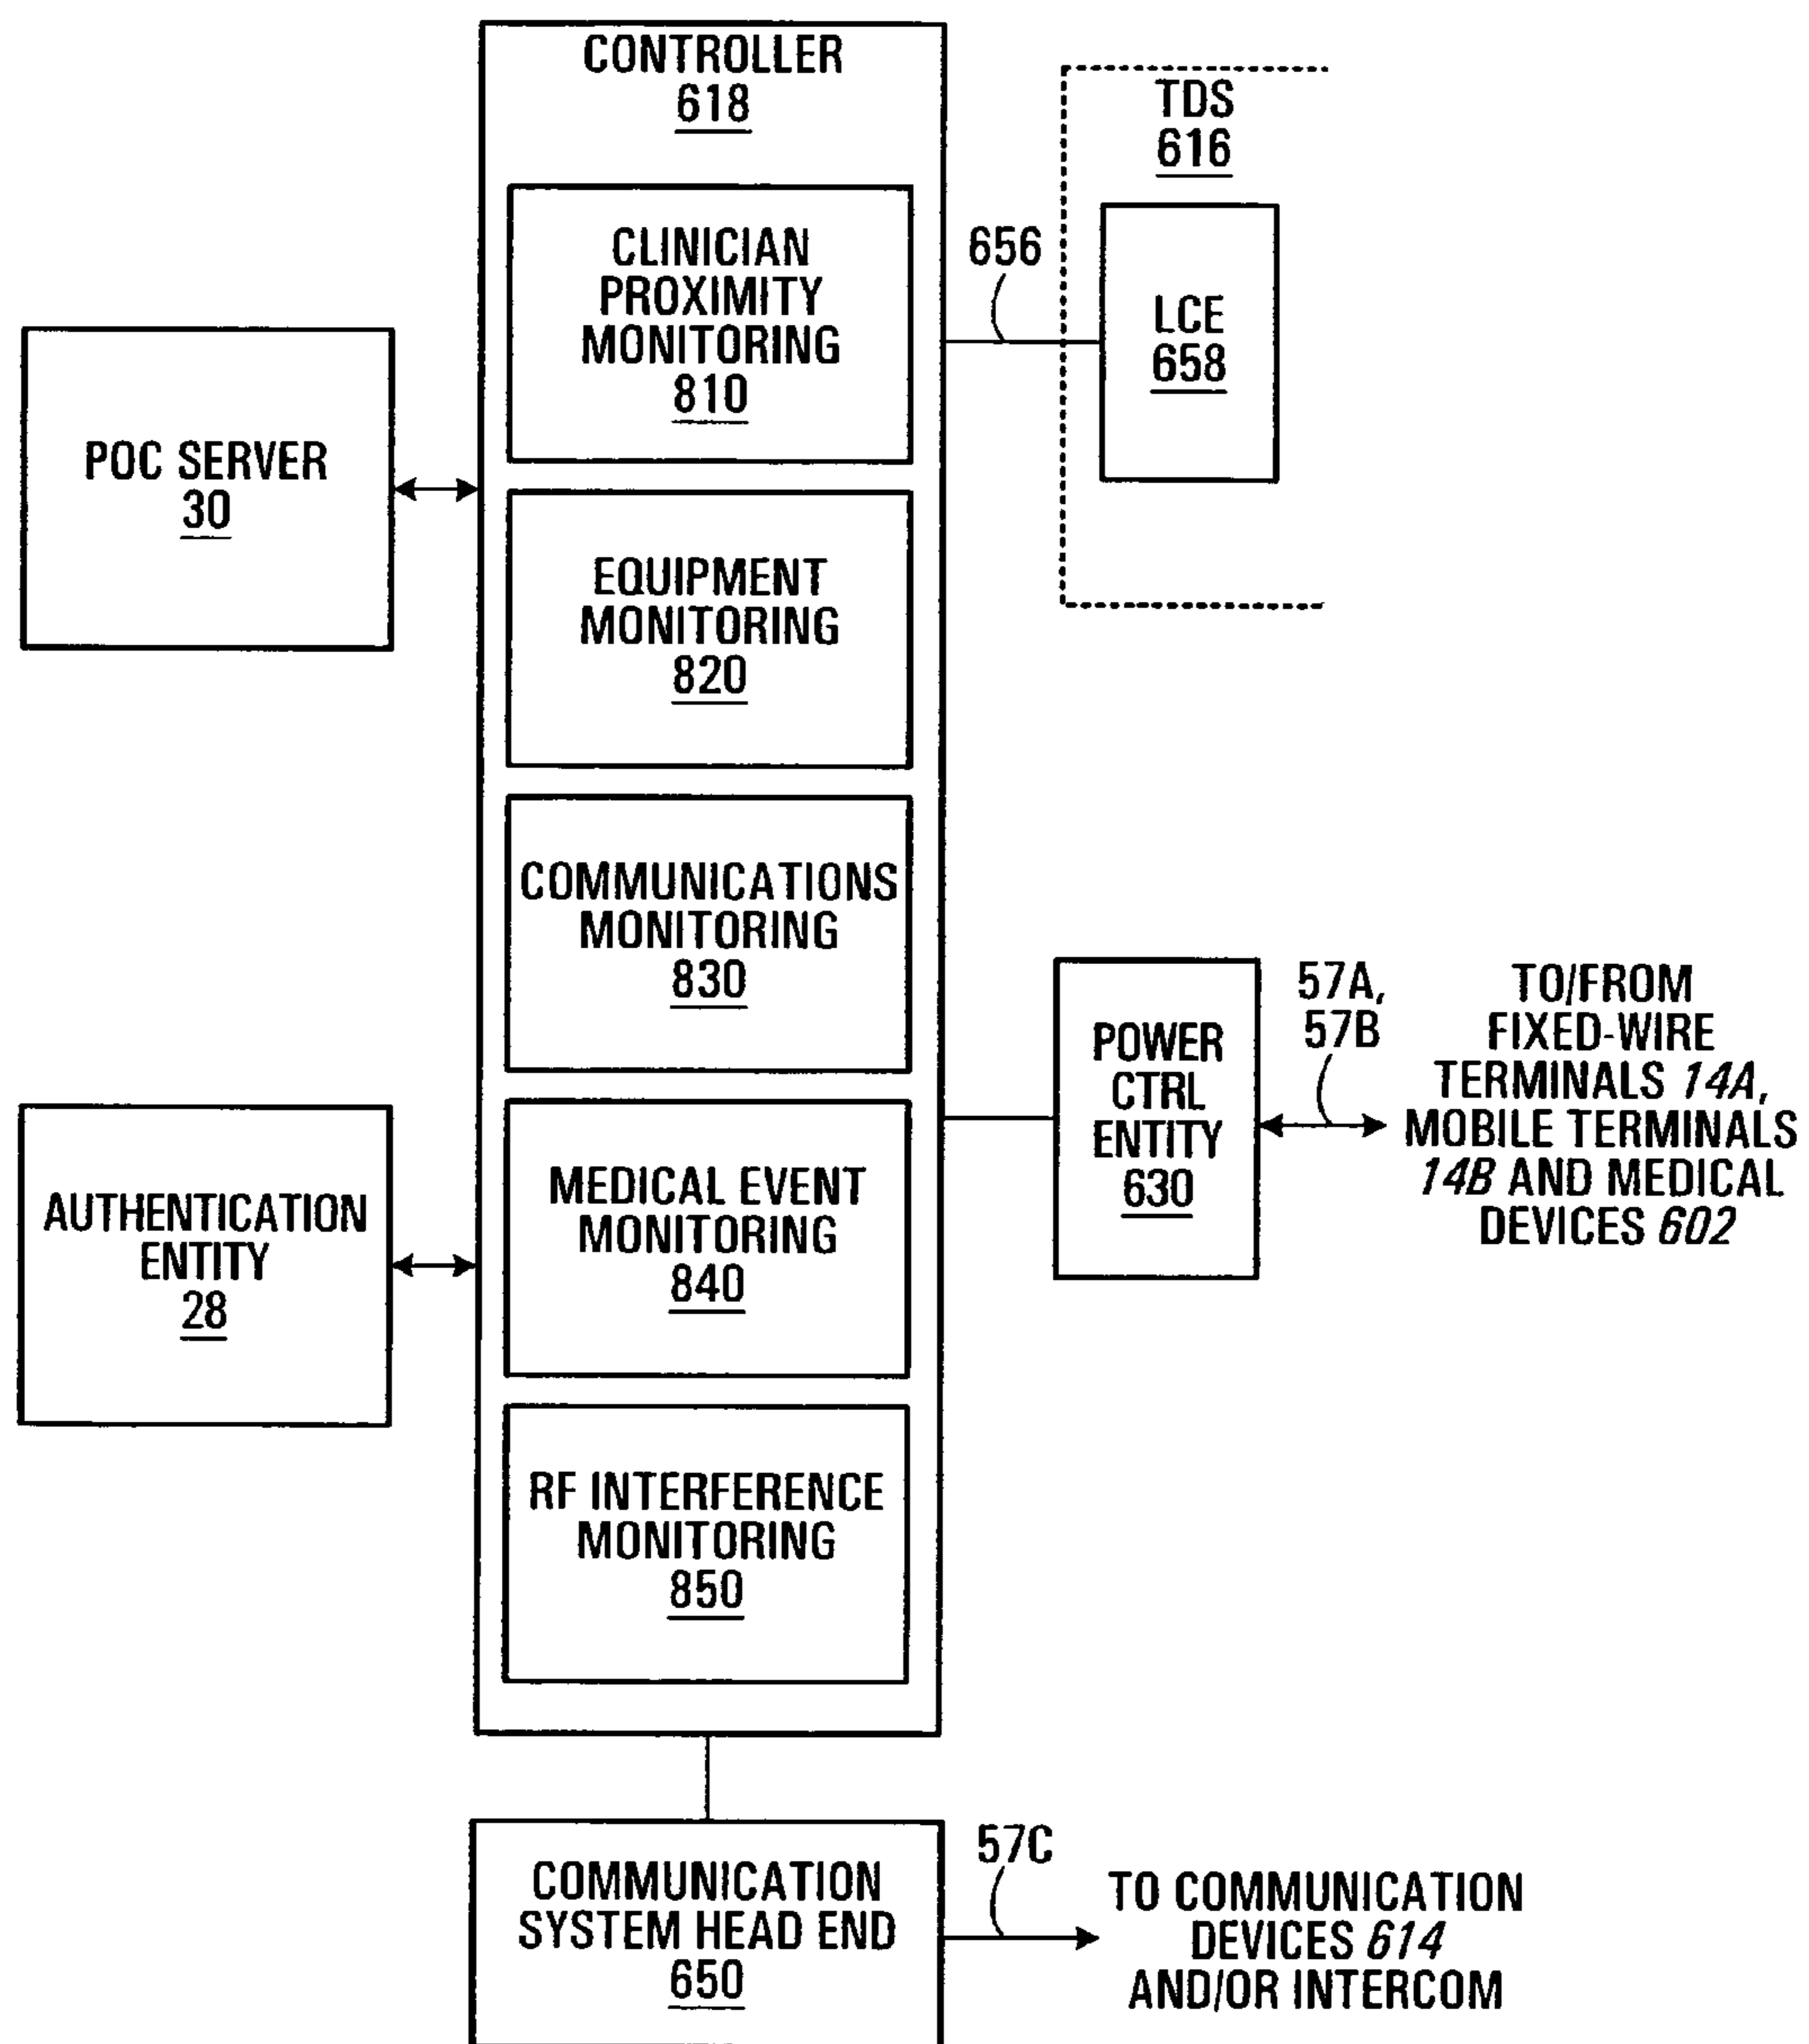 CONTROLLER
618
CLINICIAN
PROXIMITY
MONITORING
810
EQUIPMENT
MONITORING
820
COMMUNICATIONS
MONITORING
830
MEDICAL EVENT
MONITORING
840
RF INTERFERENCE
MONITORING
850
POC SERVER
30
AUTHENTICATION
ENTITY
28
656
TDS
616
LCE
658
POWER
CTRL
ENTITY
630
57A,
57B
TO/FROM
FIXED-WIRE
TERMINALS 14A,
MOBILE TERMINALS
14B AND MEDICAL
DEVICES 602
COMMUNICATION
SYSTEM HEAD END
650
57C
TO COMMUNICATION
DEVICES 614
AND/OR INTERCOM